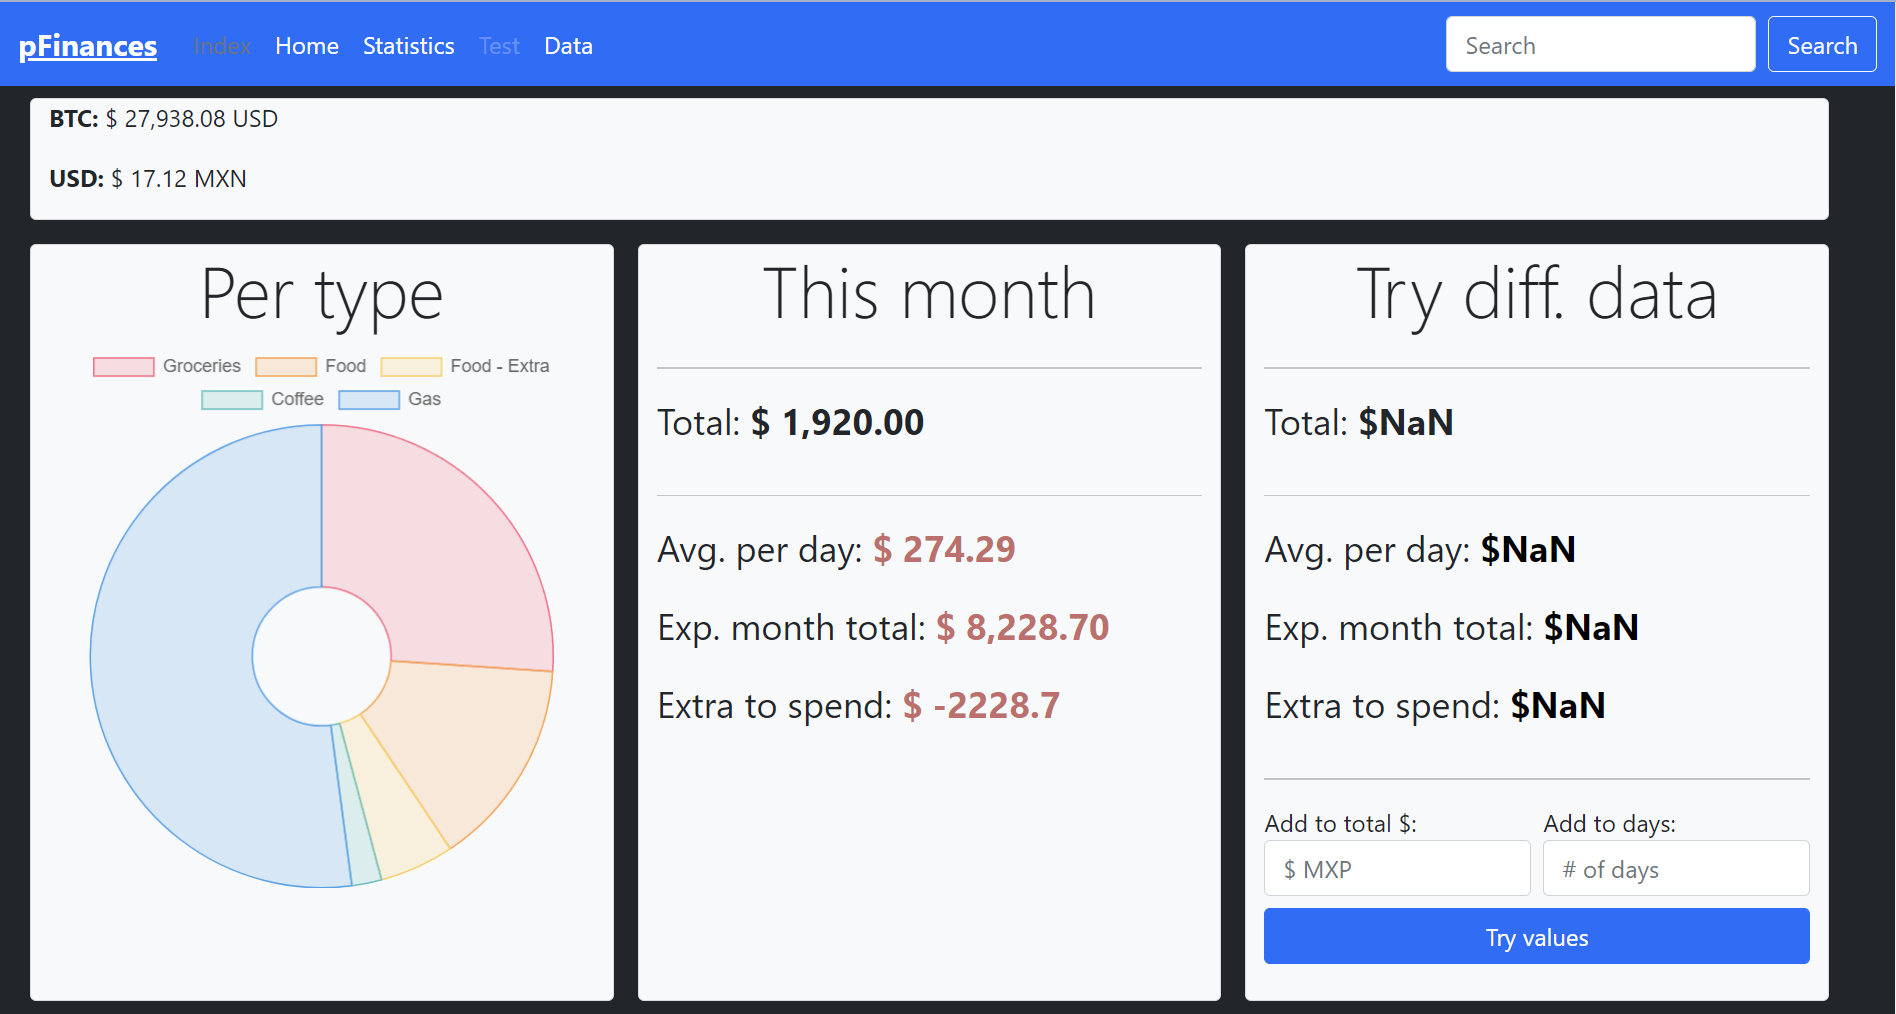 pFinances Index Home Statistics Test Data Search Search
BTC: $ 27,938.08 USD
USD: $ 17.12 MXN
Per type
Groceries Food Food - Extra
Coffee Gas
This month
Total: $ 1,920.00
Avg. per day: $ 274.29
Exp. month total: $ 8,228.70
Extra to spend: $ -2228.7
Try diff. data
Total: $NaN
Avg. per day: $NaN
Exp. month total: $NaN
Extra to spend: $NaN
Add to total $: Add to days:
$ MXP # of days
Try values